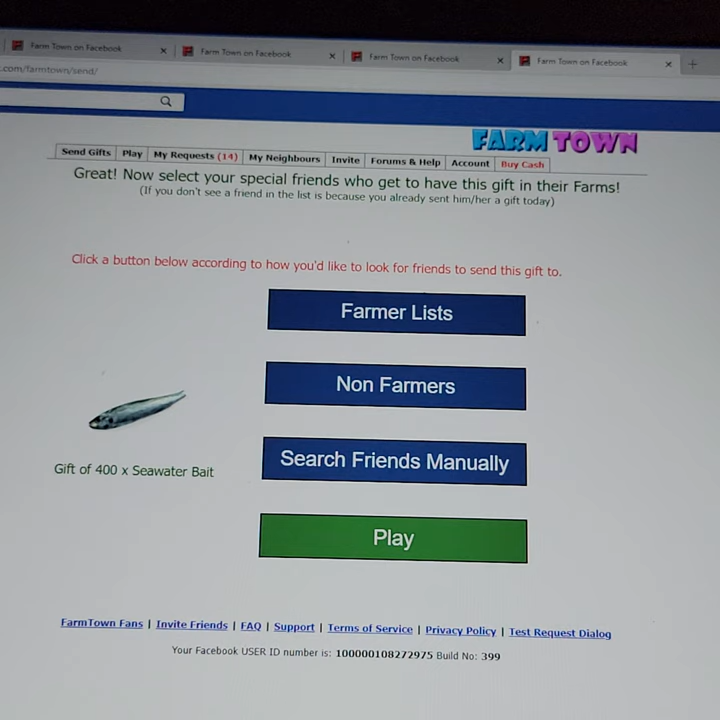 Farm Town on Facebook
Farm Town on Facebook
Farm Town on Facebook
Farm Town on Facebook
.com/farmtown/send/
FARM TOWN
Send Gifts Play My Requests (14) My Neighbours Invite Forums & Help Account Buy Cash
Great! Now select your special friends who get to have this gift in their Farms!
(If you don't see a friend in the list is because you already sent him/her a gift today)
Click a button below according to how you'd like to look for friends to send this gift to.
Farmer Lists
Non Farmers
Search Friends Manually
Gift of 400 x Seawater Bait
Play
FarmTown Fans | Invite Friends | FAQ | Support | Terms of Service | Privacy Policy | Test Request Dialog
Your Facebook USER ID number is: 100000108272975 Build No: 399